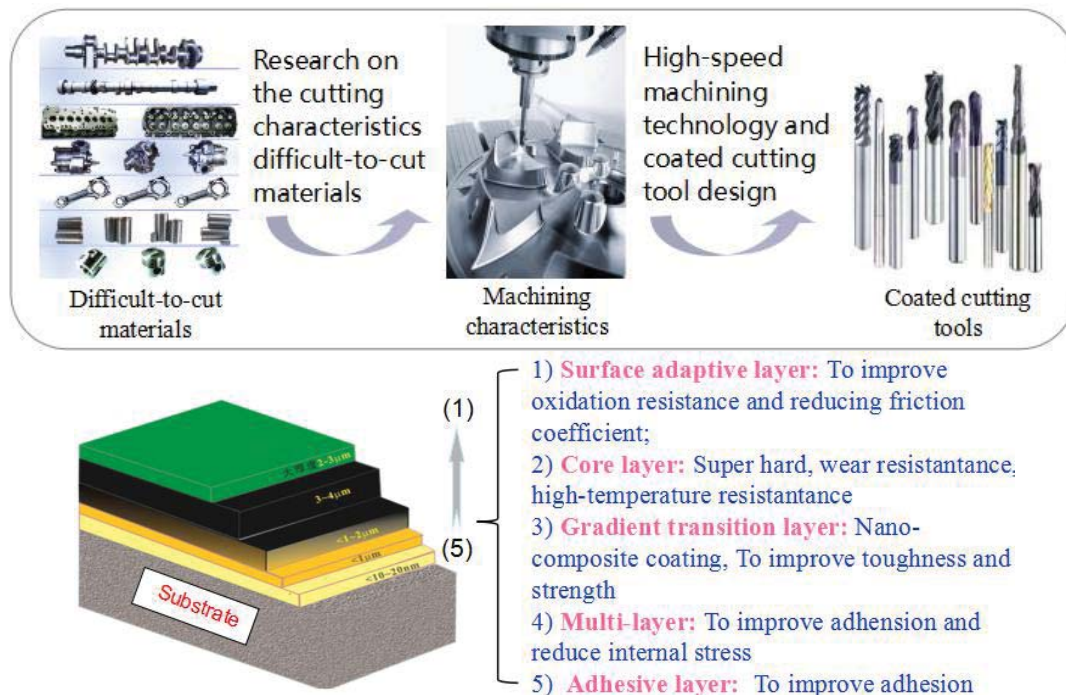 Research on
the cutting
characteristics
difficult-to-cut
materials
High-speed
machining
technology and
coated cutting
tool design
Difficult-to-cut
materials
Machining
characteristics
Coated cutting
tools
(1)
(5)
2-3μm
3~4μm
<1~2μm
<1μm
<10~20nm
Substrate
1) Surface adaptive layer: To improve
oxidation resistance and reducing friction
coefficient;
2) Core layer: Super hard, wear resistantance,
high-temperature resistantance
3) Gradient transition layer: Nano-
composite coating, To improve toughness and
strength
4) Multi-layer: To improve adhension and
reduce internal stress
5) Adhesive layer: To improve adhesion